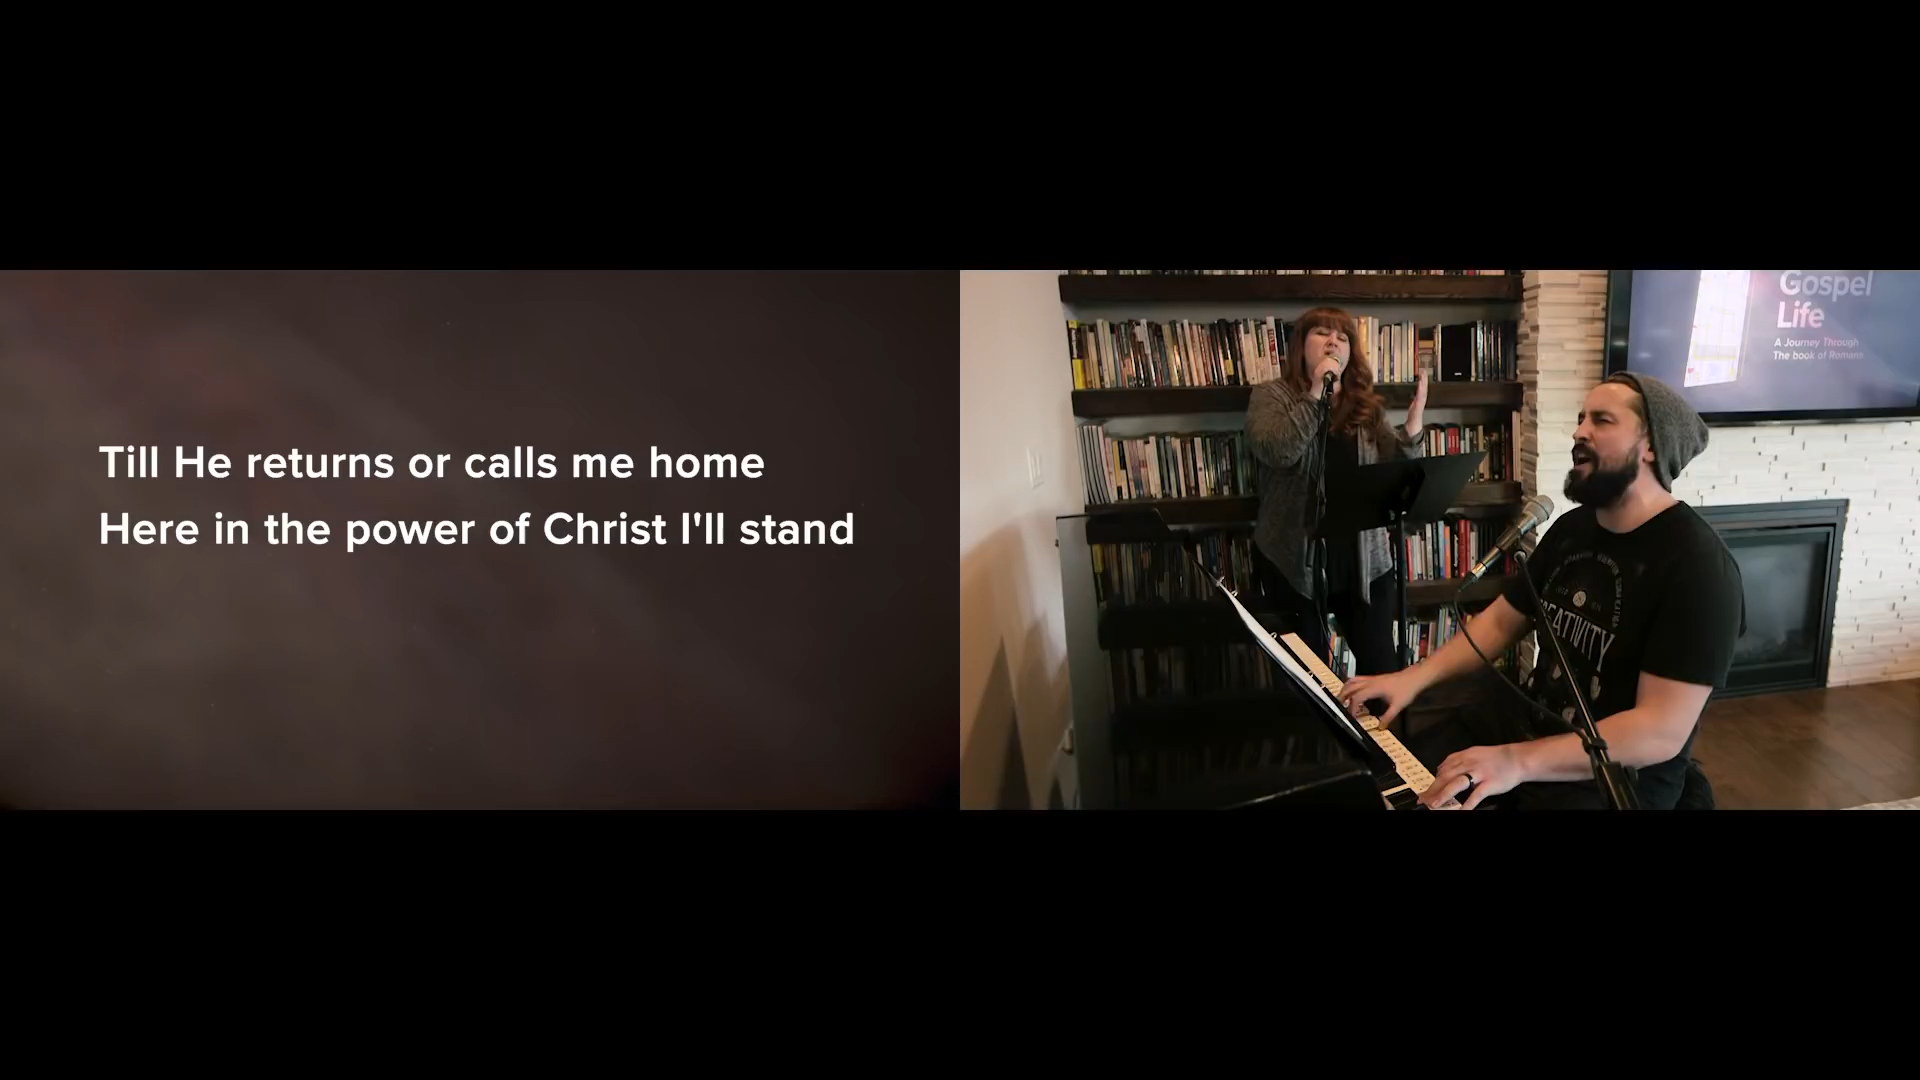 Till He returns or calls me home
Here in the power of Christ I'll stand
Gospel
Life
A Journey Through
The book of Romans